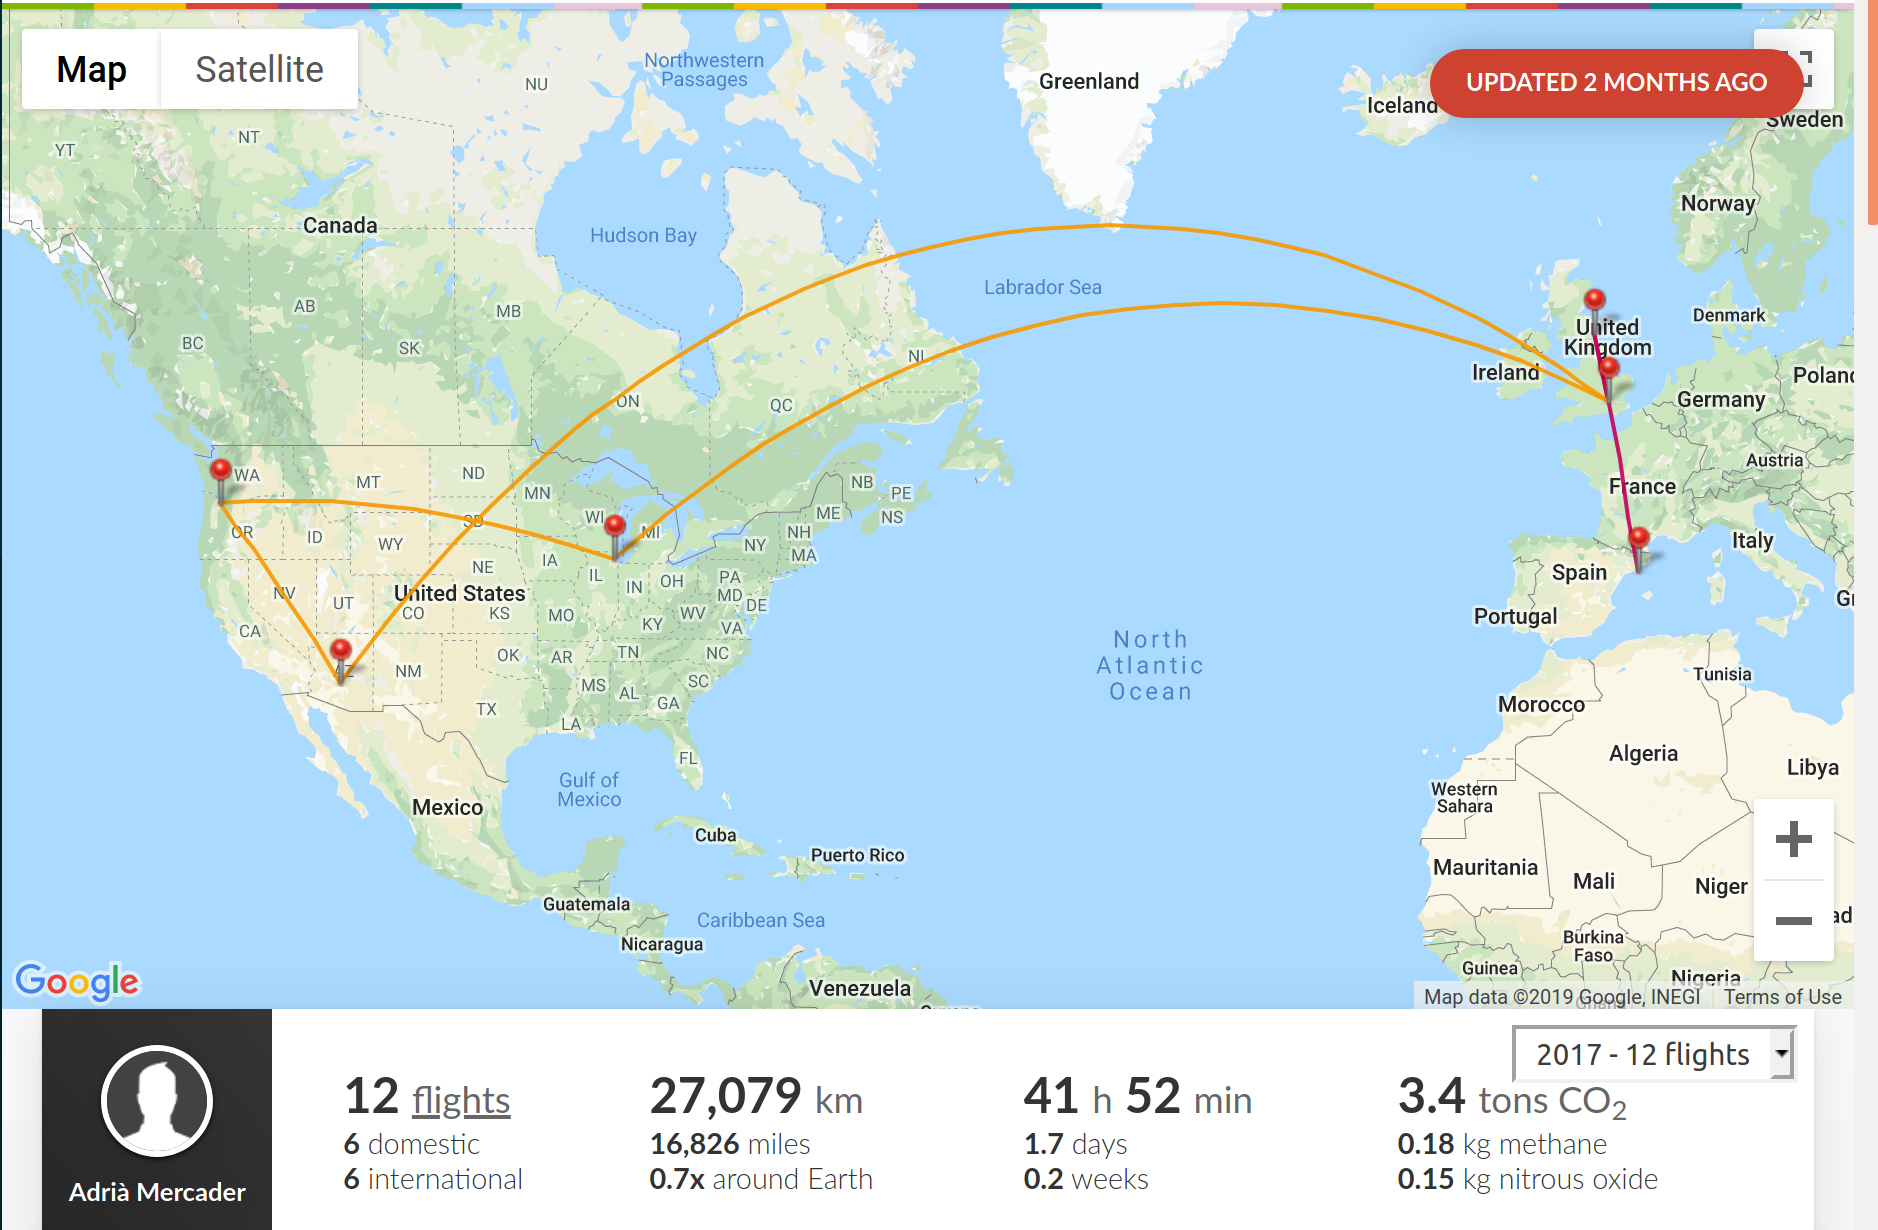 Map
Satellite
UPDATED 2 MONTHS AGO
Northwestern
Passages
NU
Greenland
Iceland
Sweden
NT
YT
Norway
Canada
Hudson Bay
Labrador Sea
AB
MB
BC
SK
Denmark
United
Kingdom
Ireland
Germany
ON
QC
WA
MT
ND
MN
NB
PE
NS
ME
Austria
France
WI
MI
OR
ID
SD
WY
NH
NY
MA
Italy
IA
NE
IL
IN
OH
PA
MD
DE
Spain
NV
UT
United States
CO
KS
MO
KY
WV
VA
Portugal
CA
OK
AR
TN
NC
NM
MS
AL
SC
GA
TX
LA
FL
North
Atlantic
Ocean
Tunisia
Morocco
Algeria
Libya
Gulf of
Mexico
Mexico
Western
Sahara
Cuba
Puerto Rico
Mauritania
Mali
Niger
Guatemala
Caribbean Sea
Nicaragua
Burkina
Faso
Guinea
Nigeria
Venezuela
Google
Map data ©2019 Google, INEGI
Terms of Use
2017 - 12 flights
12 flights
6 domestic
6 international
27,079 km
16,826 miles
0.7x around Earth
41 h 52 min
1.7 days
0.2 weeks
3.4 tons CO2
0.18 kg methane
0.15 kg nitrous oxide
Adrià Mercader